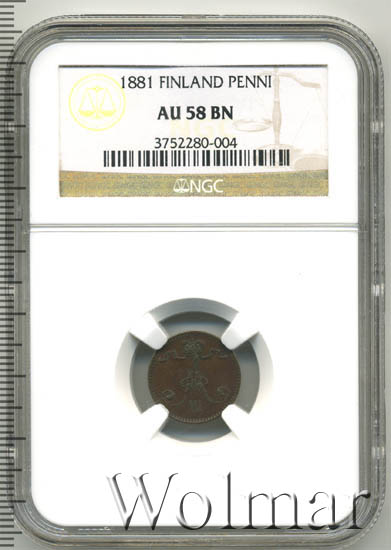 1881 FINLAND PENNI
AU 58 BN
3752280-004
NGC
Wolmar